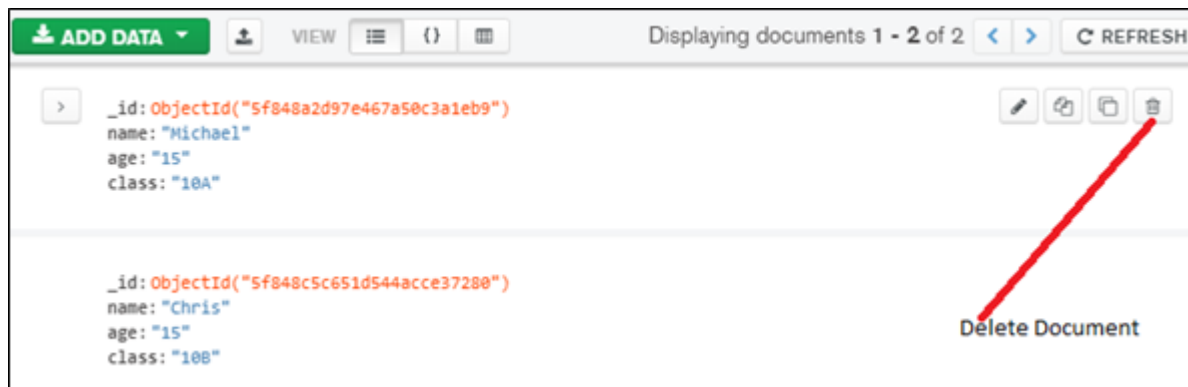 ADD DATA VIEW {} Displaying documents 1 - 2 of 2 < > REFRESH
> _id: ObjectId("5f848a2d97e467a50c3a1eb9")
name: "Michael"
age: "15"
class: "10A"
_id: ObjectId("5f848c5c651d544acce37280")
name: "Chris"
age: "15"
class: "10B"
Delete Document